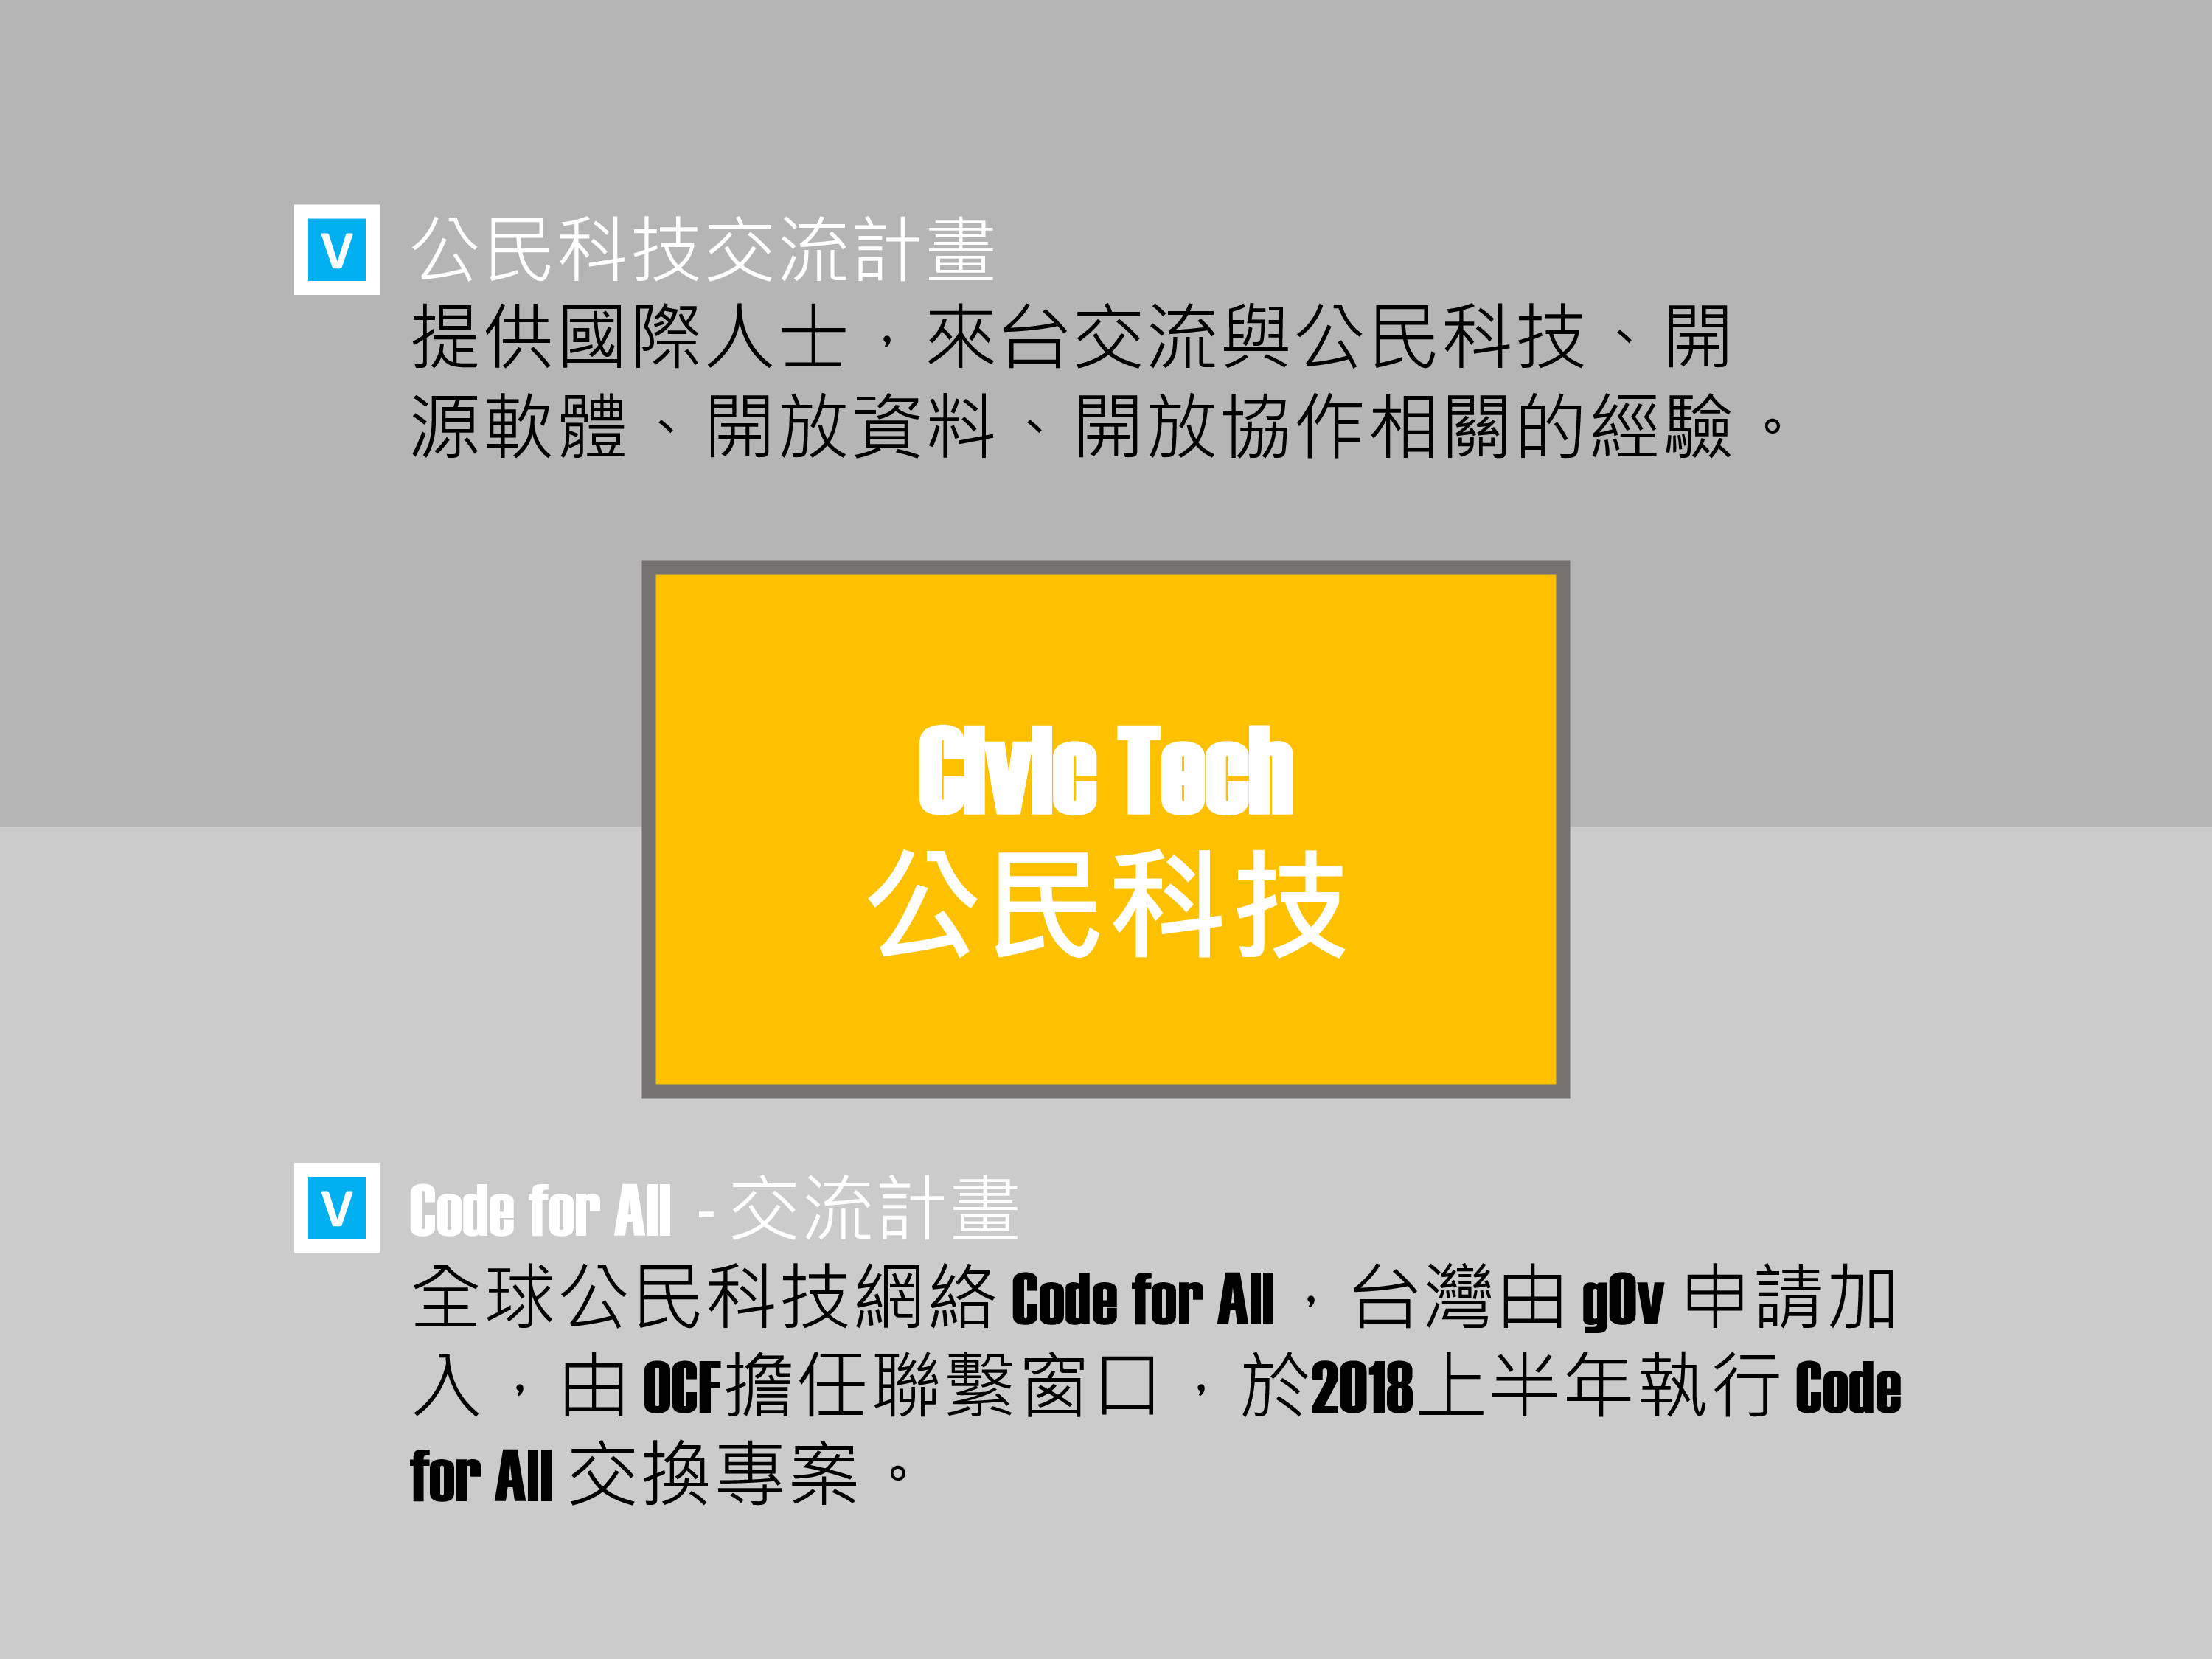 V 公民科技交流計畫
提供國際人士，來台交流與公民科技、開
源軟體、開放資料、開放協作相關的經驗。
Civic Tech
公民科技
V Code for All - 交流計畫
全球公民科技網絡 Code for All ，台灣由 g0v 申請加
入，由 OCF擔任聯繫窗口，於2018上半年執行 Code
for All 交換專案。